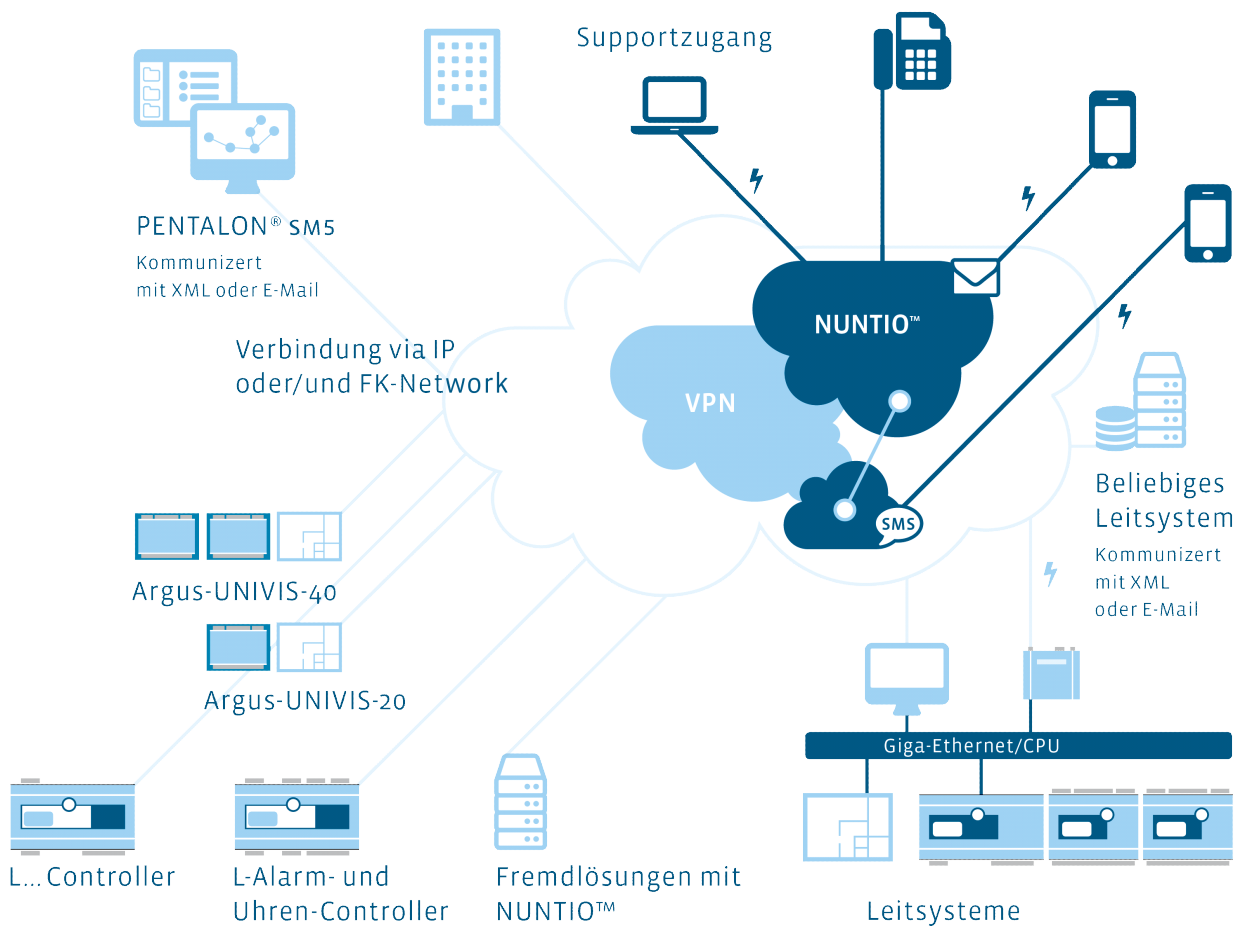 Supportzugang
PENTALON® SM5
Kommunizert
mit XML oder E-Mail
Verbindung via IP
oder/und FK-Network
NUNTIO™
VPN
SMS
Beliebiges
Leitsystem
Kommunizert
mit XML
oder E-Mail
Argus-UNIVIS-40
Argus-UNIVIS-20
Giga-Ethernet/CPU
L... Controller
L-Alarm- und
Uhren-Controller
Fremdlösungen mit
NUNTIO™
Leitsysteme